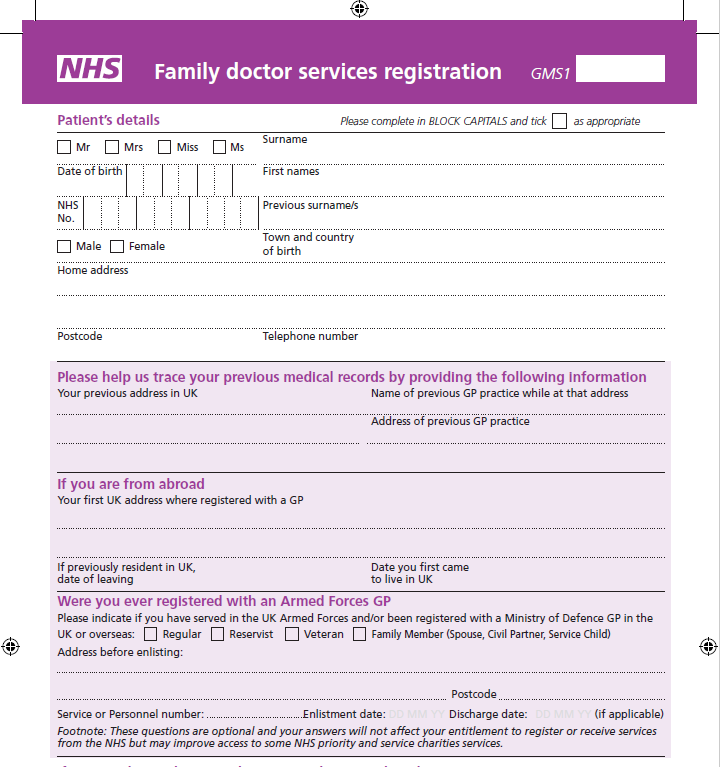 NHS Family doctor services registration GMS1
Patient's details Please complete in BLOCK CAPITALS and tick as appropriate
Mr Mrs Miss Ms Surname
Date of birth First names
NHS No. Previous surname/s
Male Female Town and country of birth
Home address
Postcode Telephone number
Please help us trace your previous medical records by providing the following information
Your previous address in UK Name of previous GP practice while at that address
Address of previous GP practice
If you are from abroad
Your first UK address where registered with a GP
If previously resident in UK, date of leaving Date you first came to live in UK
Were you ever registered with an Armed Forces GP
Please indicate if you have served in the UK Armed Forces and/or been registered with a Ministry of Defence GP in the
UK or overseas: Regular Reservist Veteran Family Member (Spouse, Civil Partner, Service Child)
Address before enlisting:
Postcode
Service or Personnel number: Enlistment date: DD MM YY Discharge date: DD MM YY (if applicable)
Footnote: These questions are optional and your answers will not affect your entitlement to register or receive services
from the NHS but may improve access to some NHS priority and service charities services.